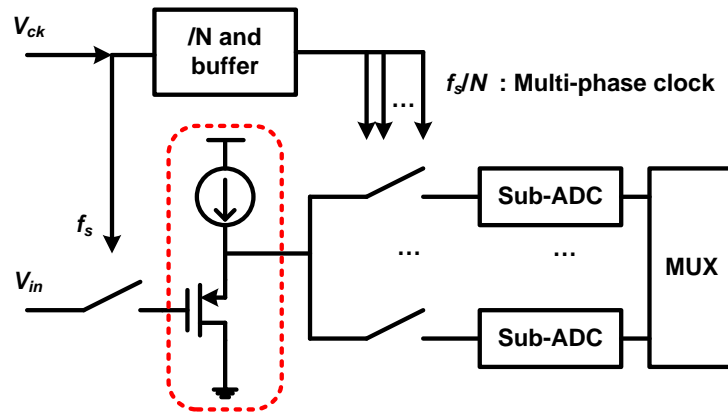 V_ck
/N and
buffer
...
f_s/N : Multi-phase clock
f_s
V_in
Sub-ADC
...
...
MUX
Sub-ADC